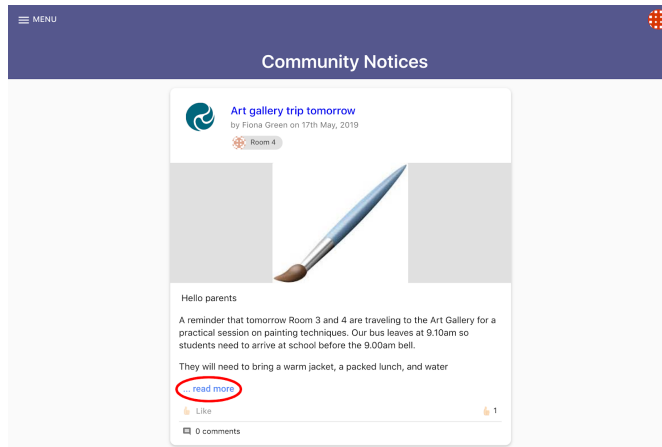 MENU
Community Notices
Art gallery trip tomorrow
by Fiona Green on 17th May, 2019
Room 4
Hello parents
A reminder that tomorrow Room 3 and 4 are traveling to the Art Gallery for a
practical session on painting techniques. Our bus leaves at 9.10am so
students need to arrive at school before the 9.00am bell.
They will need to bring a warm jacket, a packed lunch, and water
... read more
Like 1
0 comments